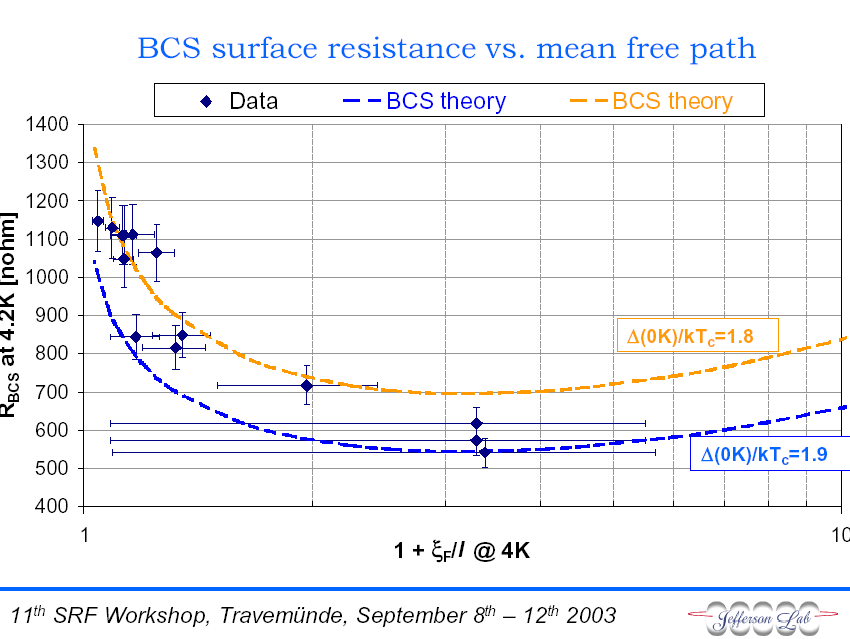 BCS surface resistance vs. mean free path
Data BCS theory BCS theory
1400
1300
1200
1100
1000
900
800
700
600
500
400
R_BCS at 4.2K [nohm]
Δ(0K)/kT_c=1.8
Δ(0K)/kT_c=1.9
1 10
1 + ξ_F/l @ 4K
11th SRF Workshop, Travemünde, September 8th – 12th 2003
Jefferson Lab